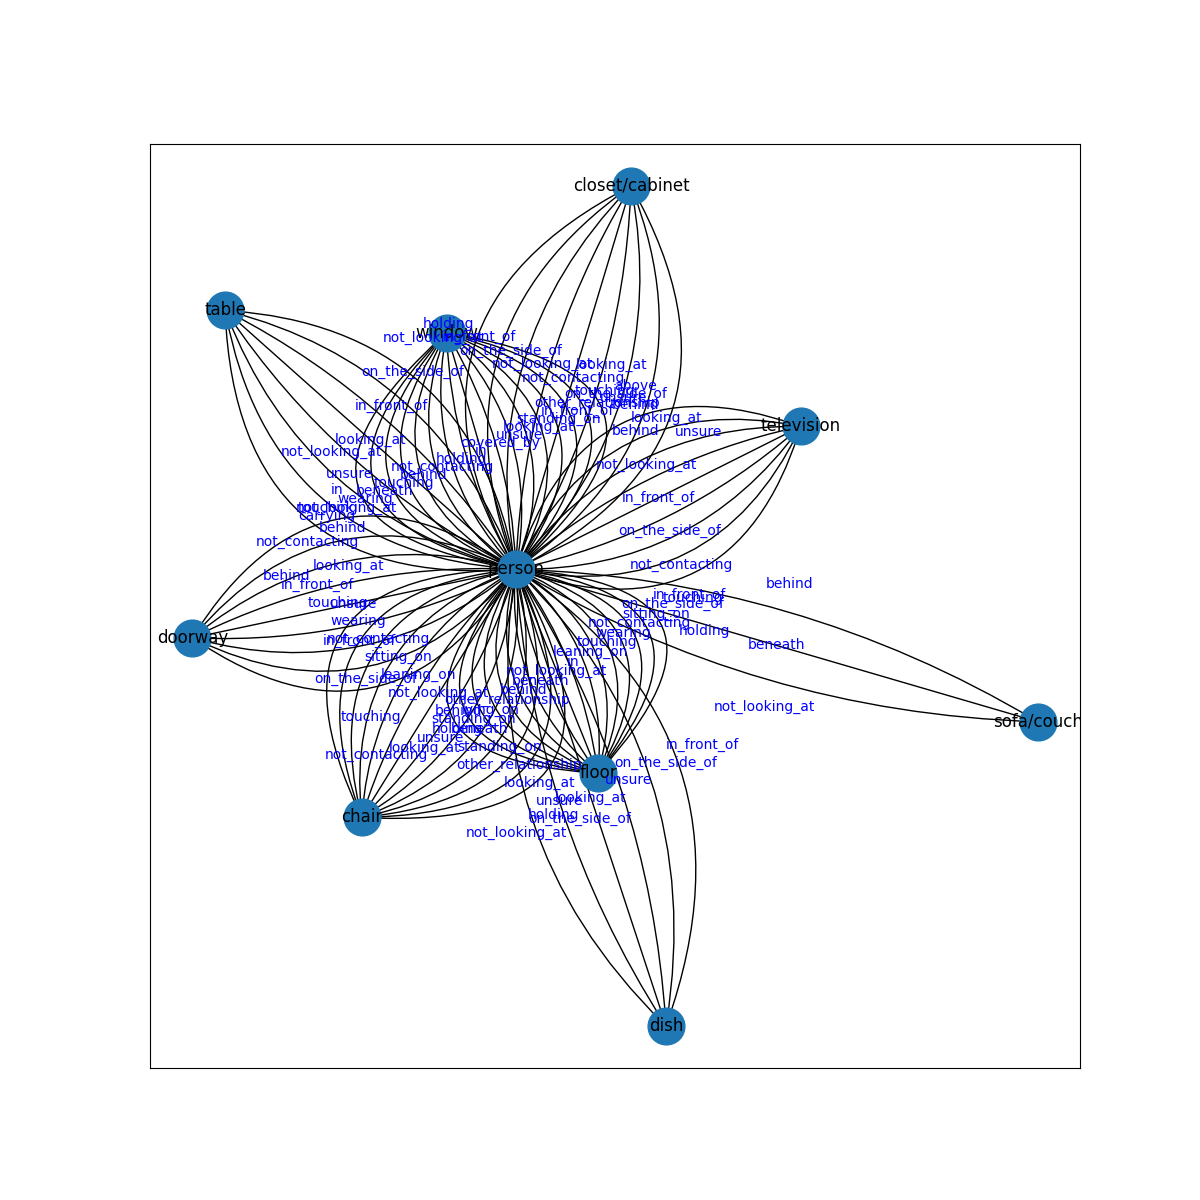 closet/cabinet
table
window
holding
on_the_side_of
not_looking_at
looking_at
not_contacting
on_the_side_of
above
in_front_of
other_relationship
behind
in_front_of
standing_on
looking_at
television
looking_at
unsure
behind
unsure
looking_at
covered_by
not_looking_at
in
holding
not_looking_at
not_contacting
unsure
behind
touching
in
beneath
in_front_of
wearing
not_looking_at
carrying
behind
on_the_side_of
not_contacting
looking_at
person
not_contacting
behind
in_front_of
behind
touching
unsure
in_front_of
touching
on_the_side_of
sitting_on
wearing
not_contacting
holding
wearing
doorway
in_front_of
not_contacting
touching
beneath
leaning_on
sitting_on
in
leaning_on
not_looking_at
on_the_side_of
beneath
not_looking_at
behind
other_relationship
not_looking_at
lying_on
behind
touching
standing_on
sofa/couch
holding
beneath
unsure
in_front_of
looking_at
standing_on
not_contacting
on_the_side_of
other_relationship
floor
unsure
looking_at
looking_at
unsure
chair
holding
on_the_side_of
not_looking_at
dish